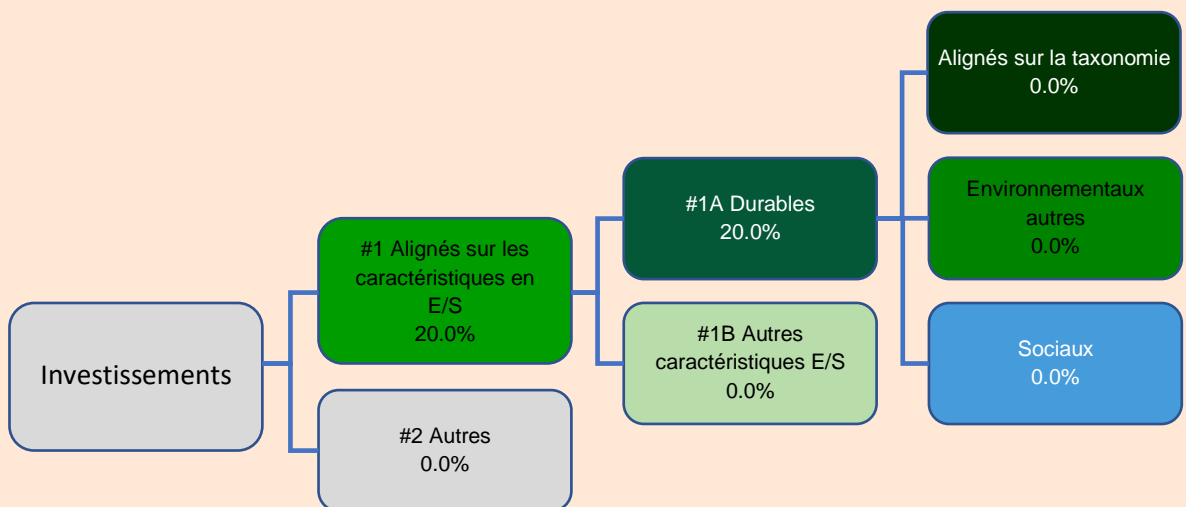 Investissements
#1 Alignés sur les
caractéristiques en
E/S
20.0%
#2 Autres
0.0%
#1A Durables
20.0%
#1B Autres
caractéristiques E/S
0.0%
Alignés sur la taxonomie
0.0%
Environnementaux
autres
0.0%
Sociaux
0.0%